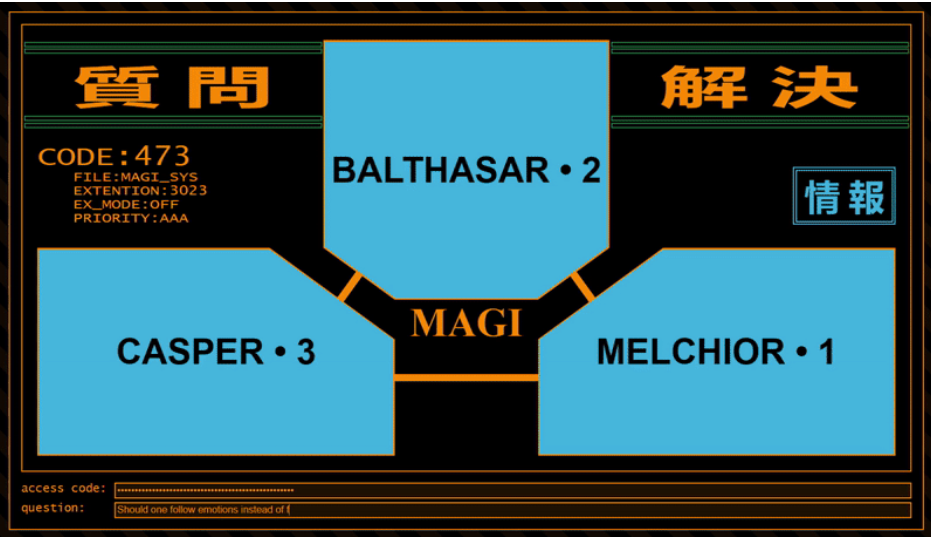 質問
解決
BALTHASAR • 2
CODE:473
FILE:MAGI_SYS
EXTENTION:3023
EX_MODE:OFF
PRIORITY:AAA
情報
MAGI
CASPER • 3
MELCHIOR • 1
access code:
question: Should one follow emotions instead of f